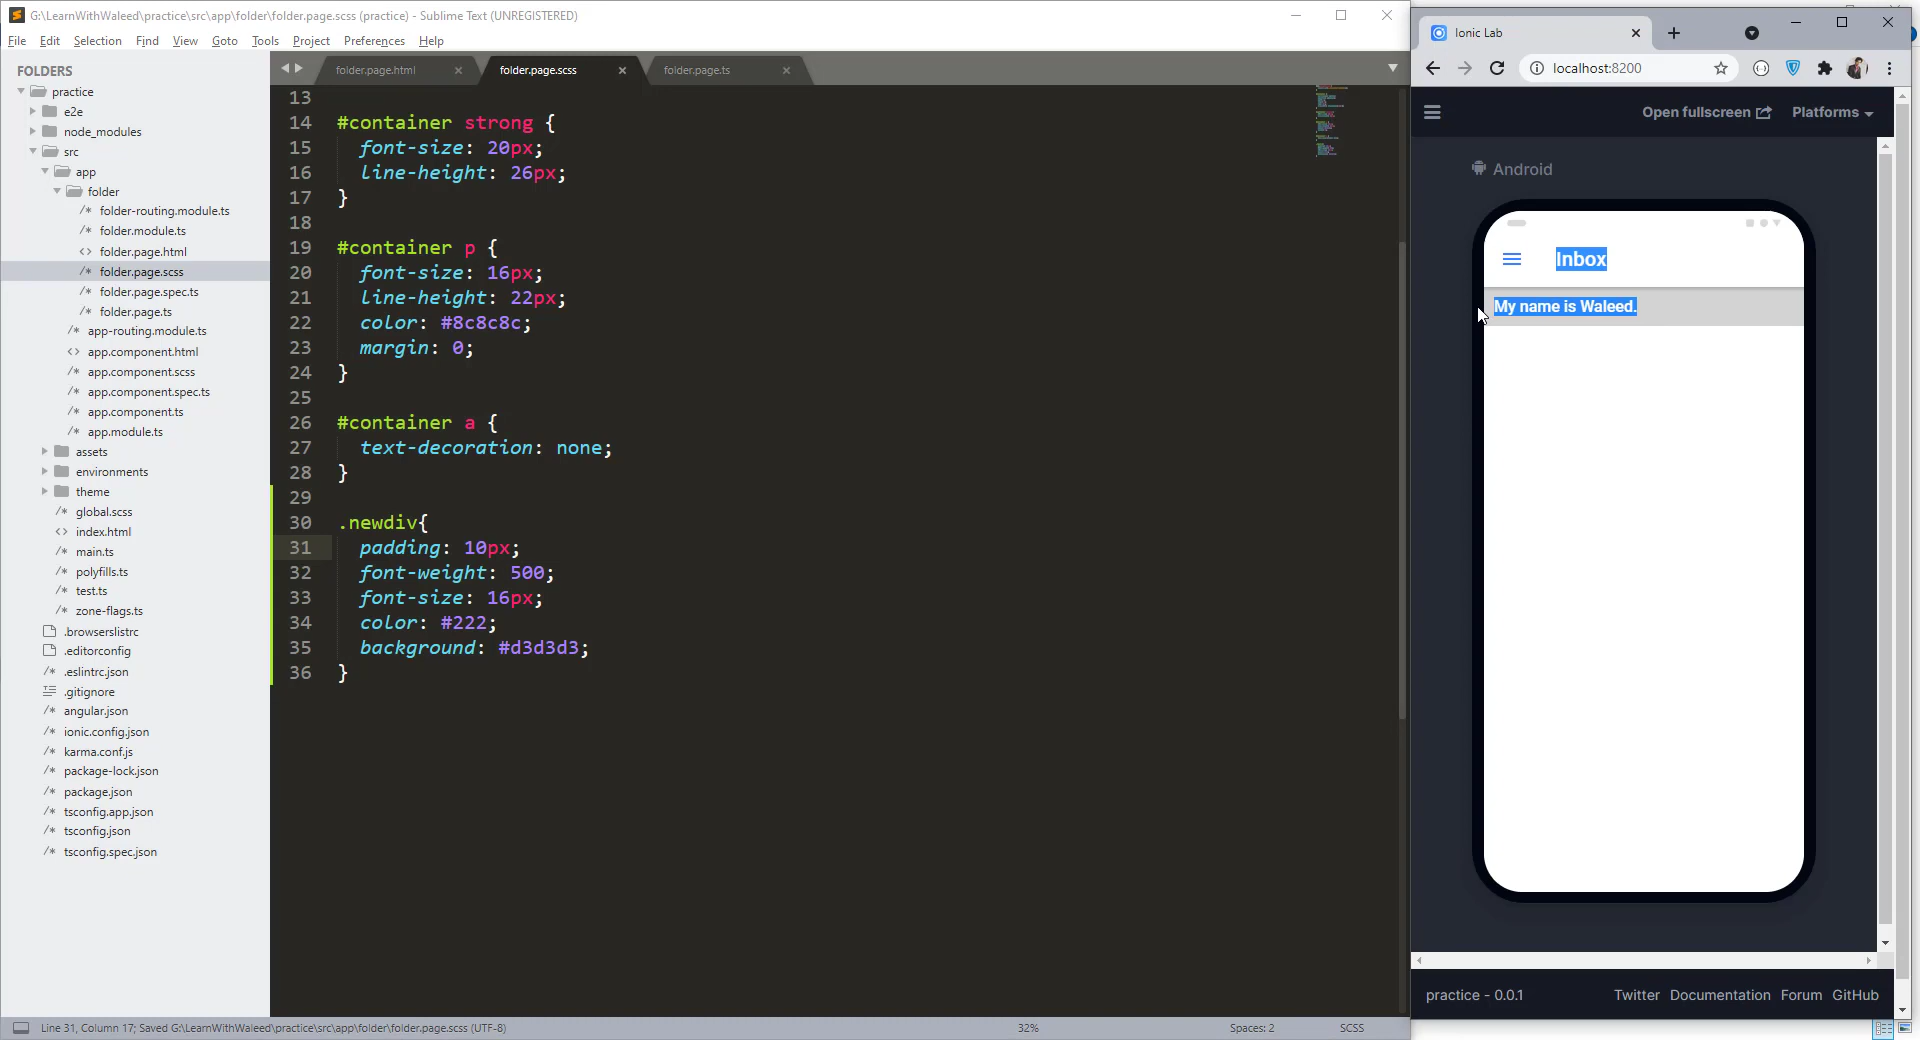 G:\LearnWithWaleed\practice\src\app\folder\folder.page.scss (practice) - Sublime Text (UNREGISTERED)
File Edit Selection Find View Goto Tools Project Preferences Help
FOLDERS
practice
e2e
node_modules
src
app
folder
folder-routing.module.ts
folder.module.ts
folder.page.html
folder.page.scss
folder.page.spec.ts
folder.page.ts
app-routing.module.ts
app.component.html
app.component.scss
app.component.spec.ts
app.component.ts
app.module.ts
assets
environments
theme
global.scss
index.html
main.ts
polyfills.ts
test.ts
zone-flags.ts
.browserslistrc
.editorconfig
.eslintrc.json
.gitignore
angular.json
ionic.config.json
karma.conf.js
package-lock.json
package.json
tsconfig.app.json
tsconfig.json
tsconfig.spec.json
folder.page.html folder.page.scss folder.page.ts
13
14 #container strong {
15 font-size: 20px;
16 line-height: 26px;
17 }
18
19 #container p {
20 font-size: 16px;
21 line-height: 22px;
22 color: #8c8c8c;
23 margin: 0;
24 }
25
26 #container a {
27 text-decoration: none;
28 }
29
30 .newdiv{
31 padding: 10px;
32 font-weight: 500;
33 font-size: 16px;
34 color: #222;
35 background: #d3d3d3;
36 }
Line 31, Column 17; Saved G:\LearnWithWaleed\practice\src\app\folder\folder.page.scss (UTF-8) 32% Spaces: 2 SCSS
Ionic Lab
localhost:8200
Open fullscreen Platforms
Android
Inbox
My name is Waleed.
practice - 0.0.1 Twitter Documentation Forum GitHub